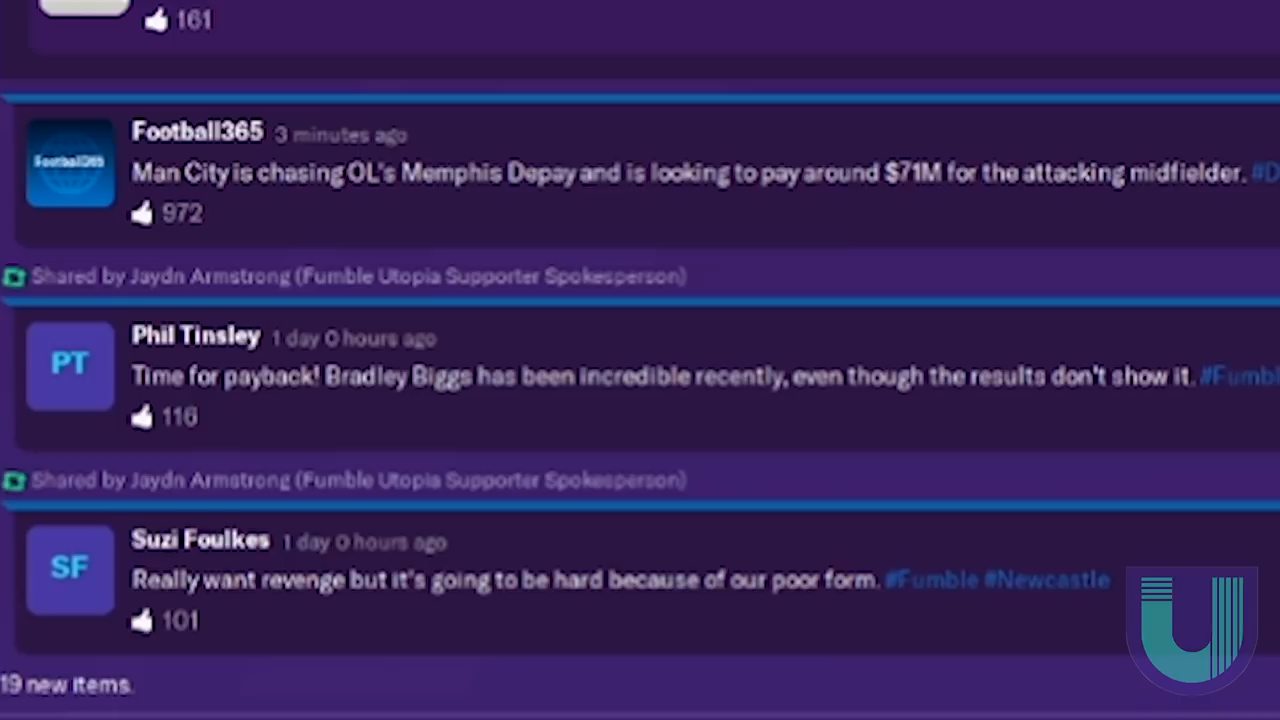 161
Football365 3 minutes ago
Football365
Man City is chasing OL's Memphis Depay and is looking to pay around $71M for the attacking midfielder. #D
972
Shared by Jaydn Armstrong (Fumble Utopia Supporter Spokesperson)
Phil Tinsley 1 day 0 hours ago
PT
Time for payback! Bradley Biggs has been incredible recently, even though the results don't show it. #Fumbl
116
Shared by Jaydn Armstrong (Fumble Utopia Supporter Spokesperson)
Suzi Foulkes 1 day 0 hours ago
SF
Really want revenge but it's going to be hard because of our poor form. #Fumble #Newcastle
101
19 new items.
U